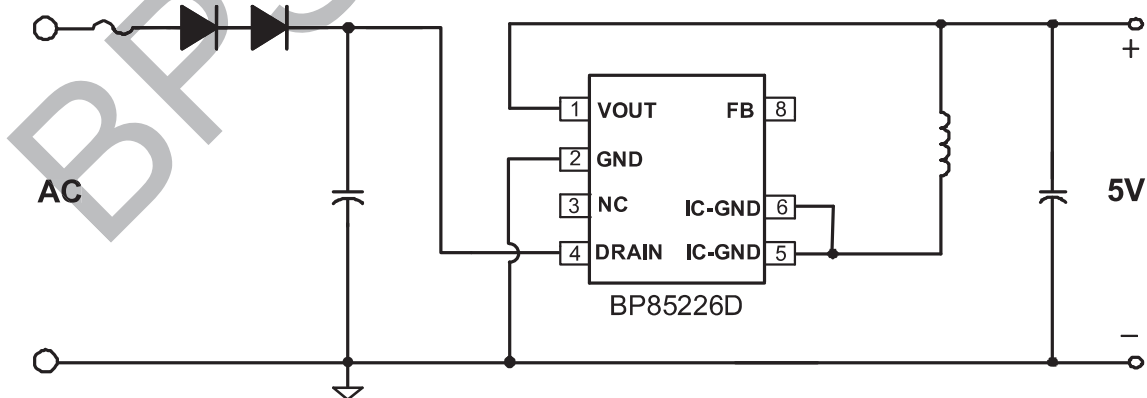 BPS
AC
1 VOUT
FB 8
2 GND
3 NC
IC-GND 6
4 DRAIN
IC-GND 5
BP85226D
+
5V
−